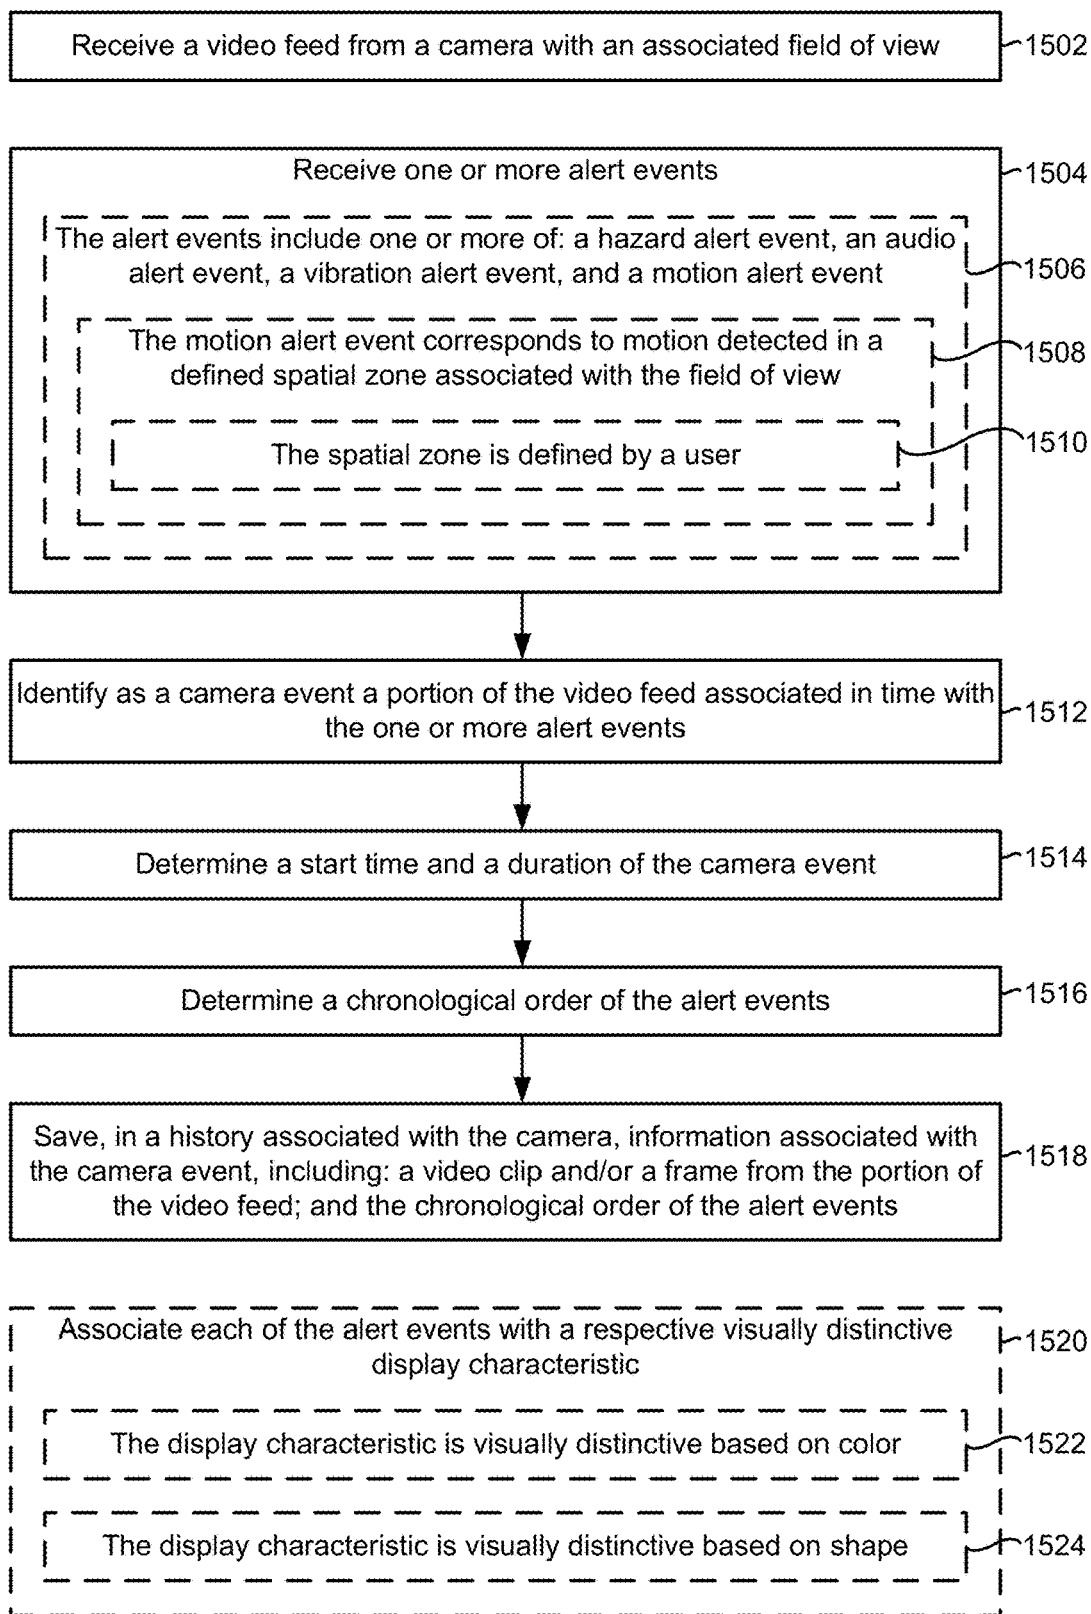 Receive a video feed from a camera with an associated field of view
1502
Receive one or more alert events
1504
The alert events include one or more of: a hazard alert event, an audio
alert event, a vibration alert event, and a motion alert event
1506
The motion alert event corresponds to motion detected in a
defined spatial zone associated with the field of view
1508
The spatial zone is defined by a user
1510
Identify as a camera event a portion of the video feed associated in time with
the one or more alert events
1512
Determine a start time and a duration of the camera event
1514
Determine a chronological order of the alert events
1516
Save, in a history associated with the camera, information associated with
the camera event, including: a video clip and/or a frame from the portion of
the video feed; and the chronological order of the alert events
1518
Associate each of the alert events with a respective visually distinctive
display characteristic
1520
The display characteristic is visually distinctive based on color
1522
The display characteristic is visually distinctive based on shape
1524